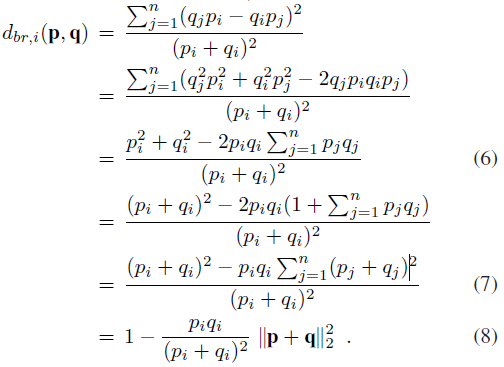 d_{br,i}(\mathbf{p}, \mathbf{q}) = \frac{\sum_{j=1}^{n}(q_j p_i - q_i p_j)^2}{(p_i + q_i)^2}
= \frac{\sum_{j=1}^{n}(q_j^2 p_i^2 + q_i^2 p_j^2 - 2 q_j p_i q_i p_j)}{(p_i + q_i)^2}
= \frac{p_i^2 + q_i^2 - 2 p_i q_i \sum_{j=1}^{n} p_j q_j}{(p_i + q_i)^2} (6)
= \frac{(p_i + q_i)^2 - 2 p_i q_i (1 + \sum_{j=1}^{n} p_j q_j)}{(p_i + q_i)^2}
= \frac{(p_i + q_i)^2 - p_i q_i \sum_{j=1}^{n}(p_j + q_j)^2}{(p_i + q_i)^2} (7)
= 1 - \frac{p_i q_i}{(p_i + q_i)^2} \|\mathbf{p} + \mathbf{q}\|_2^2 . (8)